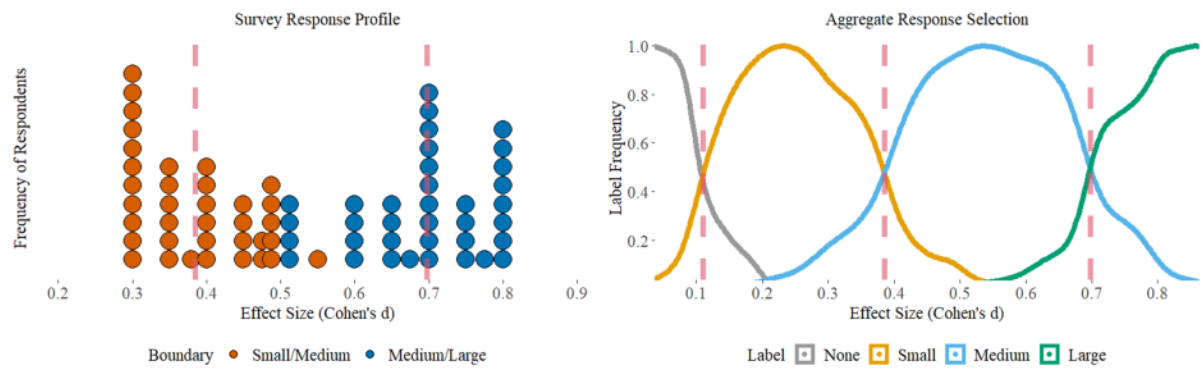 Survey Response Profile
Frequency of Respondents
0.2 0.3 0.4 0.5 0.6 0.7 0.8 0.9
Effect Size (Cohen's d)
Boundary Small/Medium Medium/Large
Aggregate Response Selection
Label Frequency
1.0
0.8
0.6
0.4
0.2
0.1 0.2 0.3 0.4 0.5 0.6 0.7 0.8
Effect Size (Cohen's d)
Label None Small Medium Large